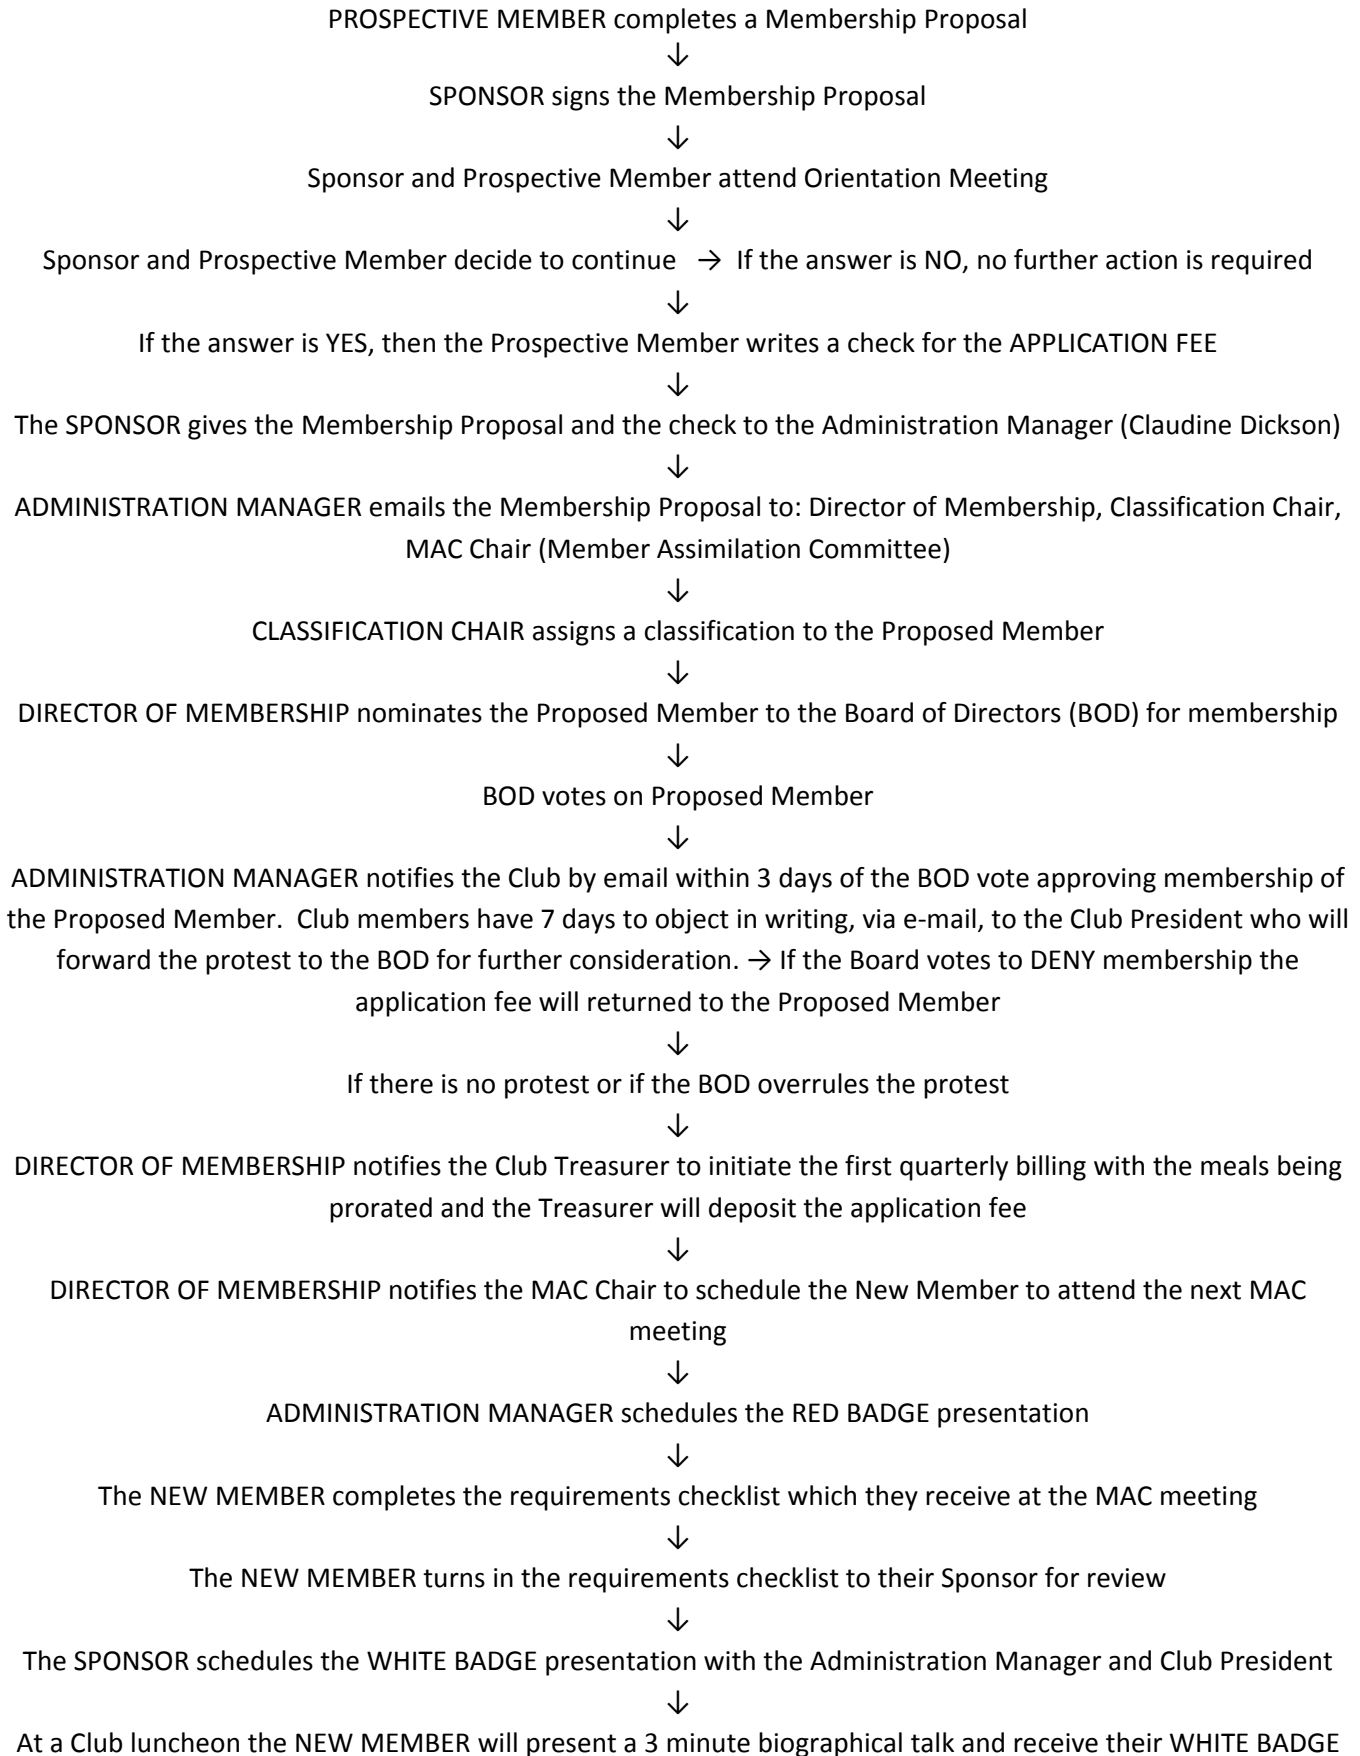 PROSPECTIVE MEMBER completes a Membership Proposal
↓
SPONSOR signs the Membership Proposal
↓
Sponsor and Prospective Member attend Orientation Meeting
↓
Sponsor and Prospective Member decide to continue → If the answer is NO, no further action is required
↓
If the answer is YES, then the Prospective Member writes a check for the APPLICATION FEE
↓
The SPONSOR gives the Membership Proposal and the check to the Administration Manager (Claudine Dickson)
↓
ADMINISTRATION MANAGER emails the Membership Proposal to: Director of Membership, Classification Chair,
MAC Chair (Member Assimilation Committee)
↓
CLASSIFICATION CHAIR assigns a classification to the Proposed Member
↓
DIRECTOR OF MEMBERSHIP nominates the Proposed Member to the Board of Directors (BOD) for membership
↓
BOD votes on Proposed Member
↓
ADMINISTRATION MANAGER notifies the Club by email within 3 days of the BOD vote approving membership of
the Proposed Member. Club members have 7 days to object in writing, via e-mail, to the Club President who will
forward the protest to the BOD for further consideration. → If the Board votes to DENY membership the
application fee will returned to the Proposed Member
↓
If there is no protest or if the BOD overrules the protest
↓
DIRECTOR OF MEMBERSHIP notifies the Club Treasurer to initiate the first quarterly billing with the meals being
prorated and the Treasurer will deposit the application fee
↓
DIRECTOR OF MEMBERSHIP notifies the MAC Chair to schedule the New Member to attend the next MAC
meeting
↓
ADMINISTRATION MANAGER schedules the RED BADGE presentation
↓
The NEW MEMBER completes the requirements checklist which they receive at the MAC meeting
↓
The NEW MEMBER turns in the requirements checklist to their Sponsor for review
↓
The SPONSOR schedules the WHITE BADGE presentation with the Administration Manager and Club President
↓
At a Club luncheon the NEW MEMBER will present a 3 minute biographical talk and receive their WHITE BADGE